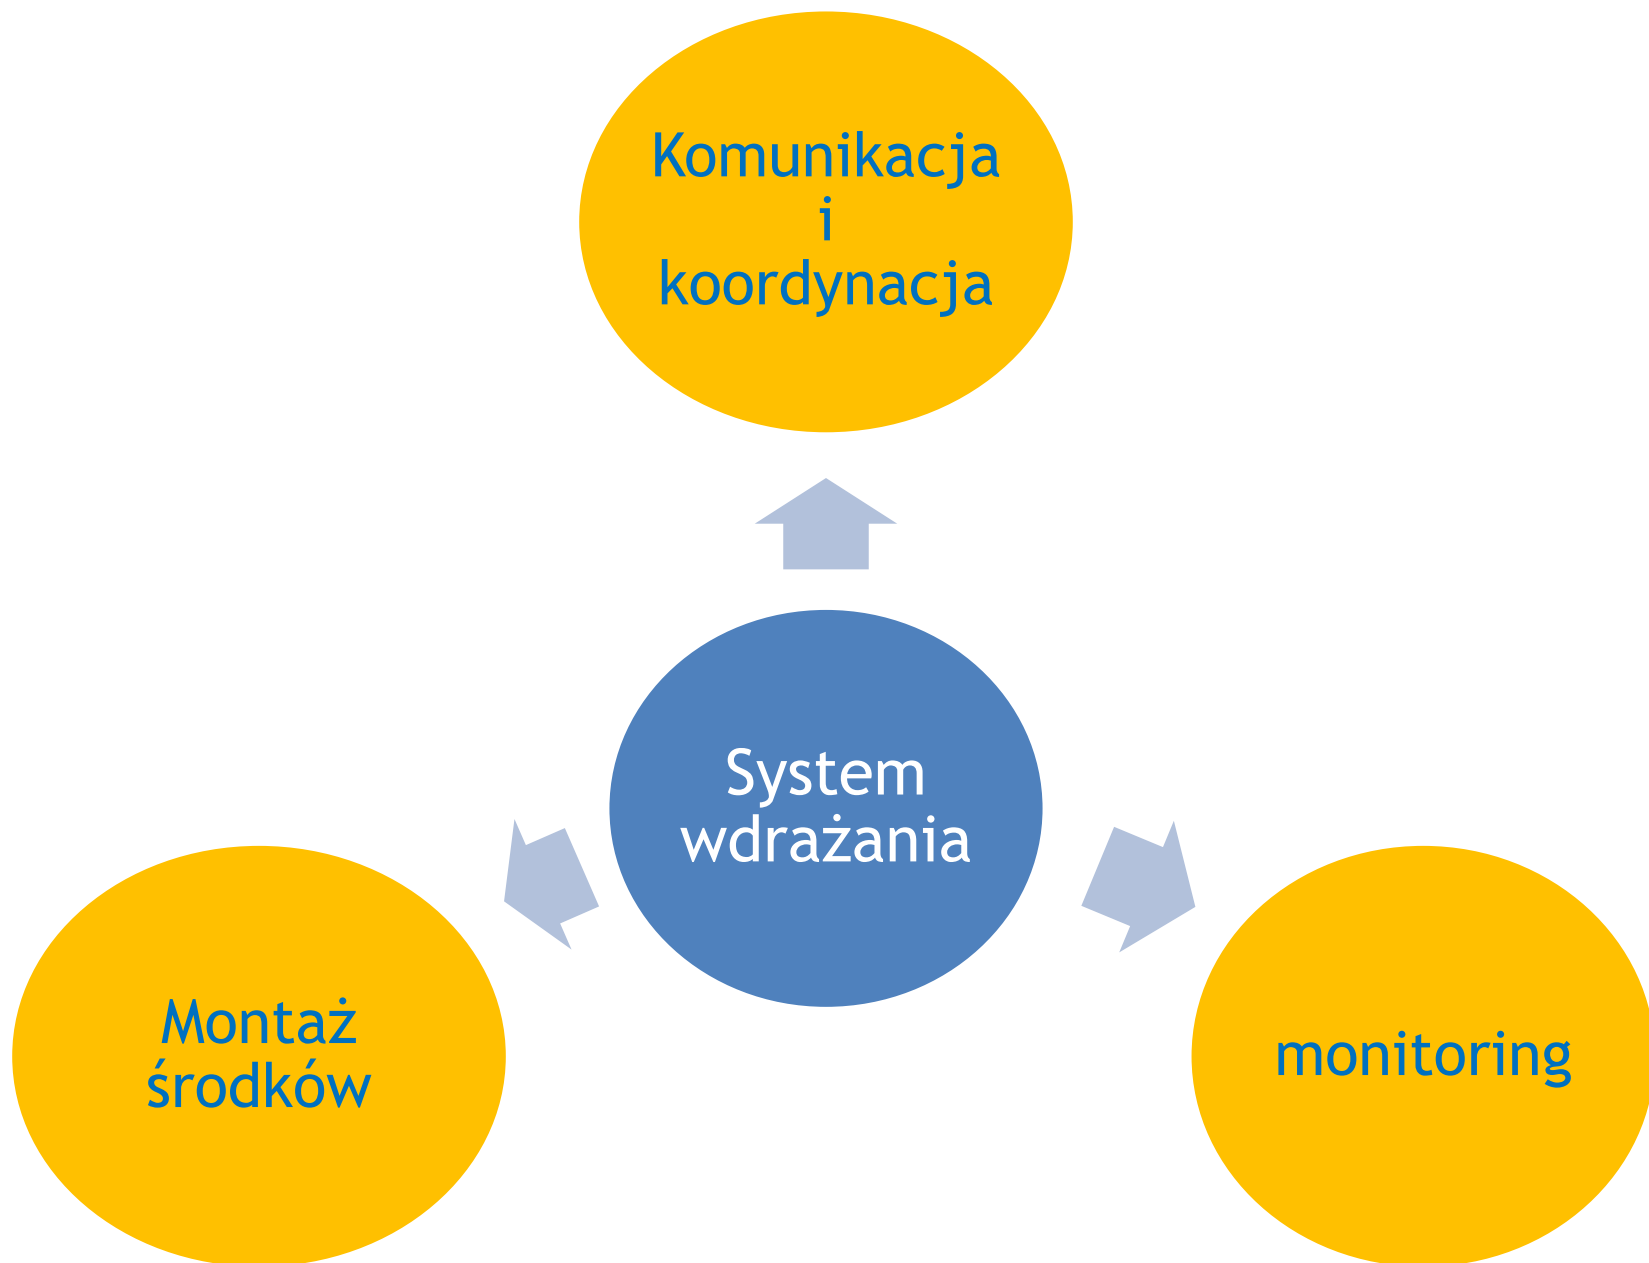 Komunikacja
i
koordynacja
System
wdrażania
Montaż
środków
monitoring